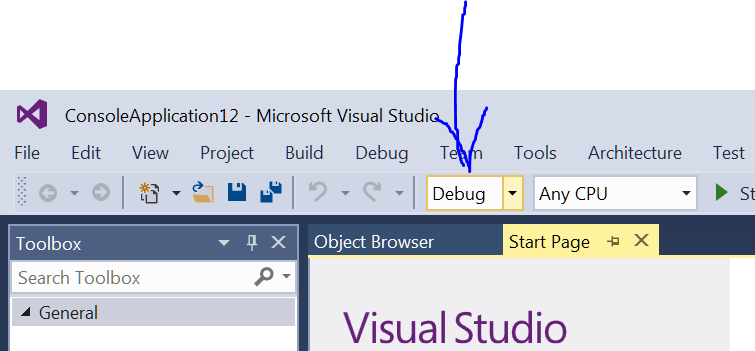 ConsoleApplication12 - Microsoft Visual Studio
File Edit View Project Build Debug Team Tools Architecture Test
Debug Any CPU St
Toolbox Object Browser Start Page
Search Toolbox
General
Visual Studio